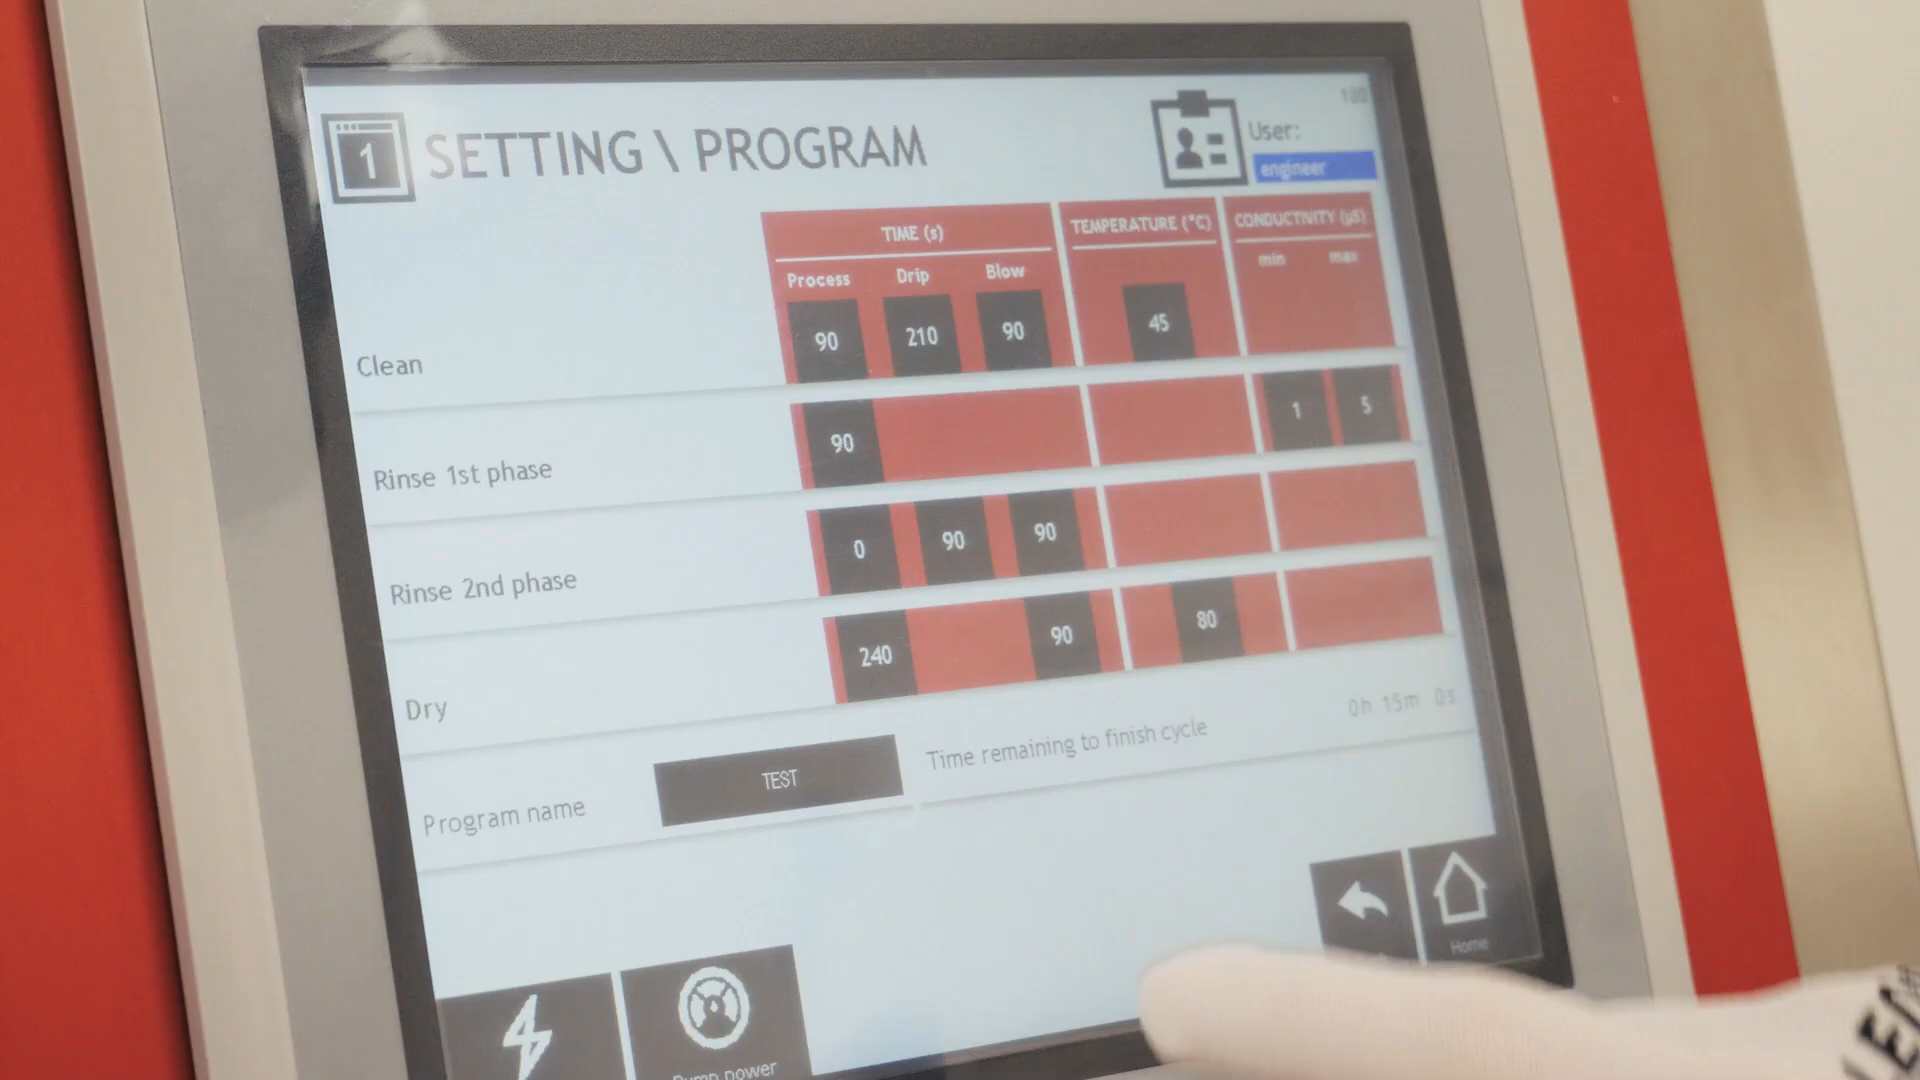 1 SETTING \ PROGRAM
User:
engineer
TIME (s) TEMPERATURE (°C) CONDUCTIVITY (µS)
Process Drip Blow min max
Clean 90 210 90 45
Rinse 1st phase 90 1 5
Rinse 2nd phase 0 90 90
Dry 240 90 80
Program name TEST Time remaining to finish cycle 0h 15m 0s
Home
power